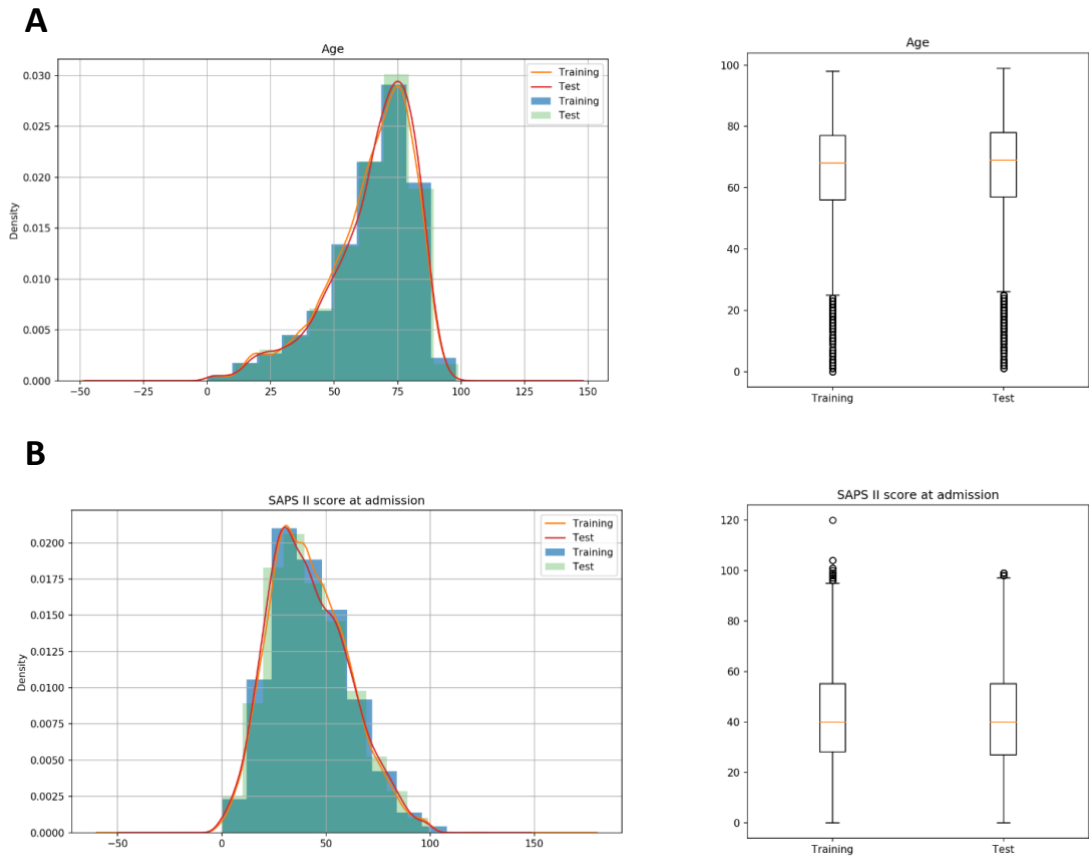 A
Age
0.030
0.025
0.020
0.015
0.010
0.005
0.000
Density
−50
−25
0
25
50
75
100
125
150
Training
Test
Training
Test
Age
100
80
60
40
20
0
Training
Test
B
SAPS II score at admission
0.0200
0.0175
0.0150
0.0125
0.0100
0.0075
0.0050
0.0025
0.0000
Density
−50
0
50
100
150
Training
Test
Training
Test
SAPS II score at admission
120
100
80
60
40
20
0
Training
Test